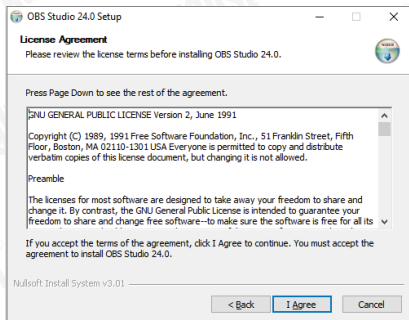 OBS Studio 24.0 Setup
License Agreement
Please review the license terms before installing OBS Studio 24.0.
Press Page Down to see the rest of the agreement.
GNU GENERAL PUBLIC LICENSE Version 2, June 1991
Copyright (C) 1989, 1991 Free Software Foundation, Inc., 51 Franklin Street, Fifth
Floor, Boston, MA 02110-1301 USA Everyone is permitted to copy and distribute
verbatim copies of this license document, but changing it is not allowed.
Preamble
The licenses for most software are designed to take away your freedom to share and
change it. By contrast, the GNU General Public License is intended to guarantee your
freedom to share and change free software--to make sure the software is free for all its
If you accept the terms of the agreement, click I Agree to continue. You must accept the
agreement to install OBS Studio 24.0.
Nullsoft Install System v3.01
< Back
I Agree
Cancel